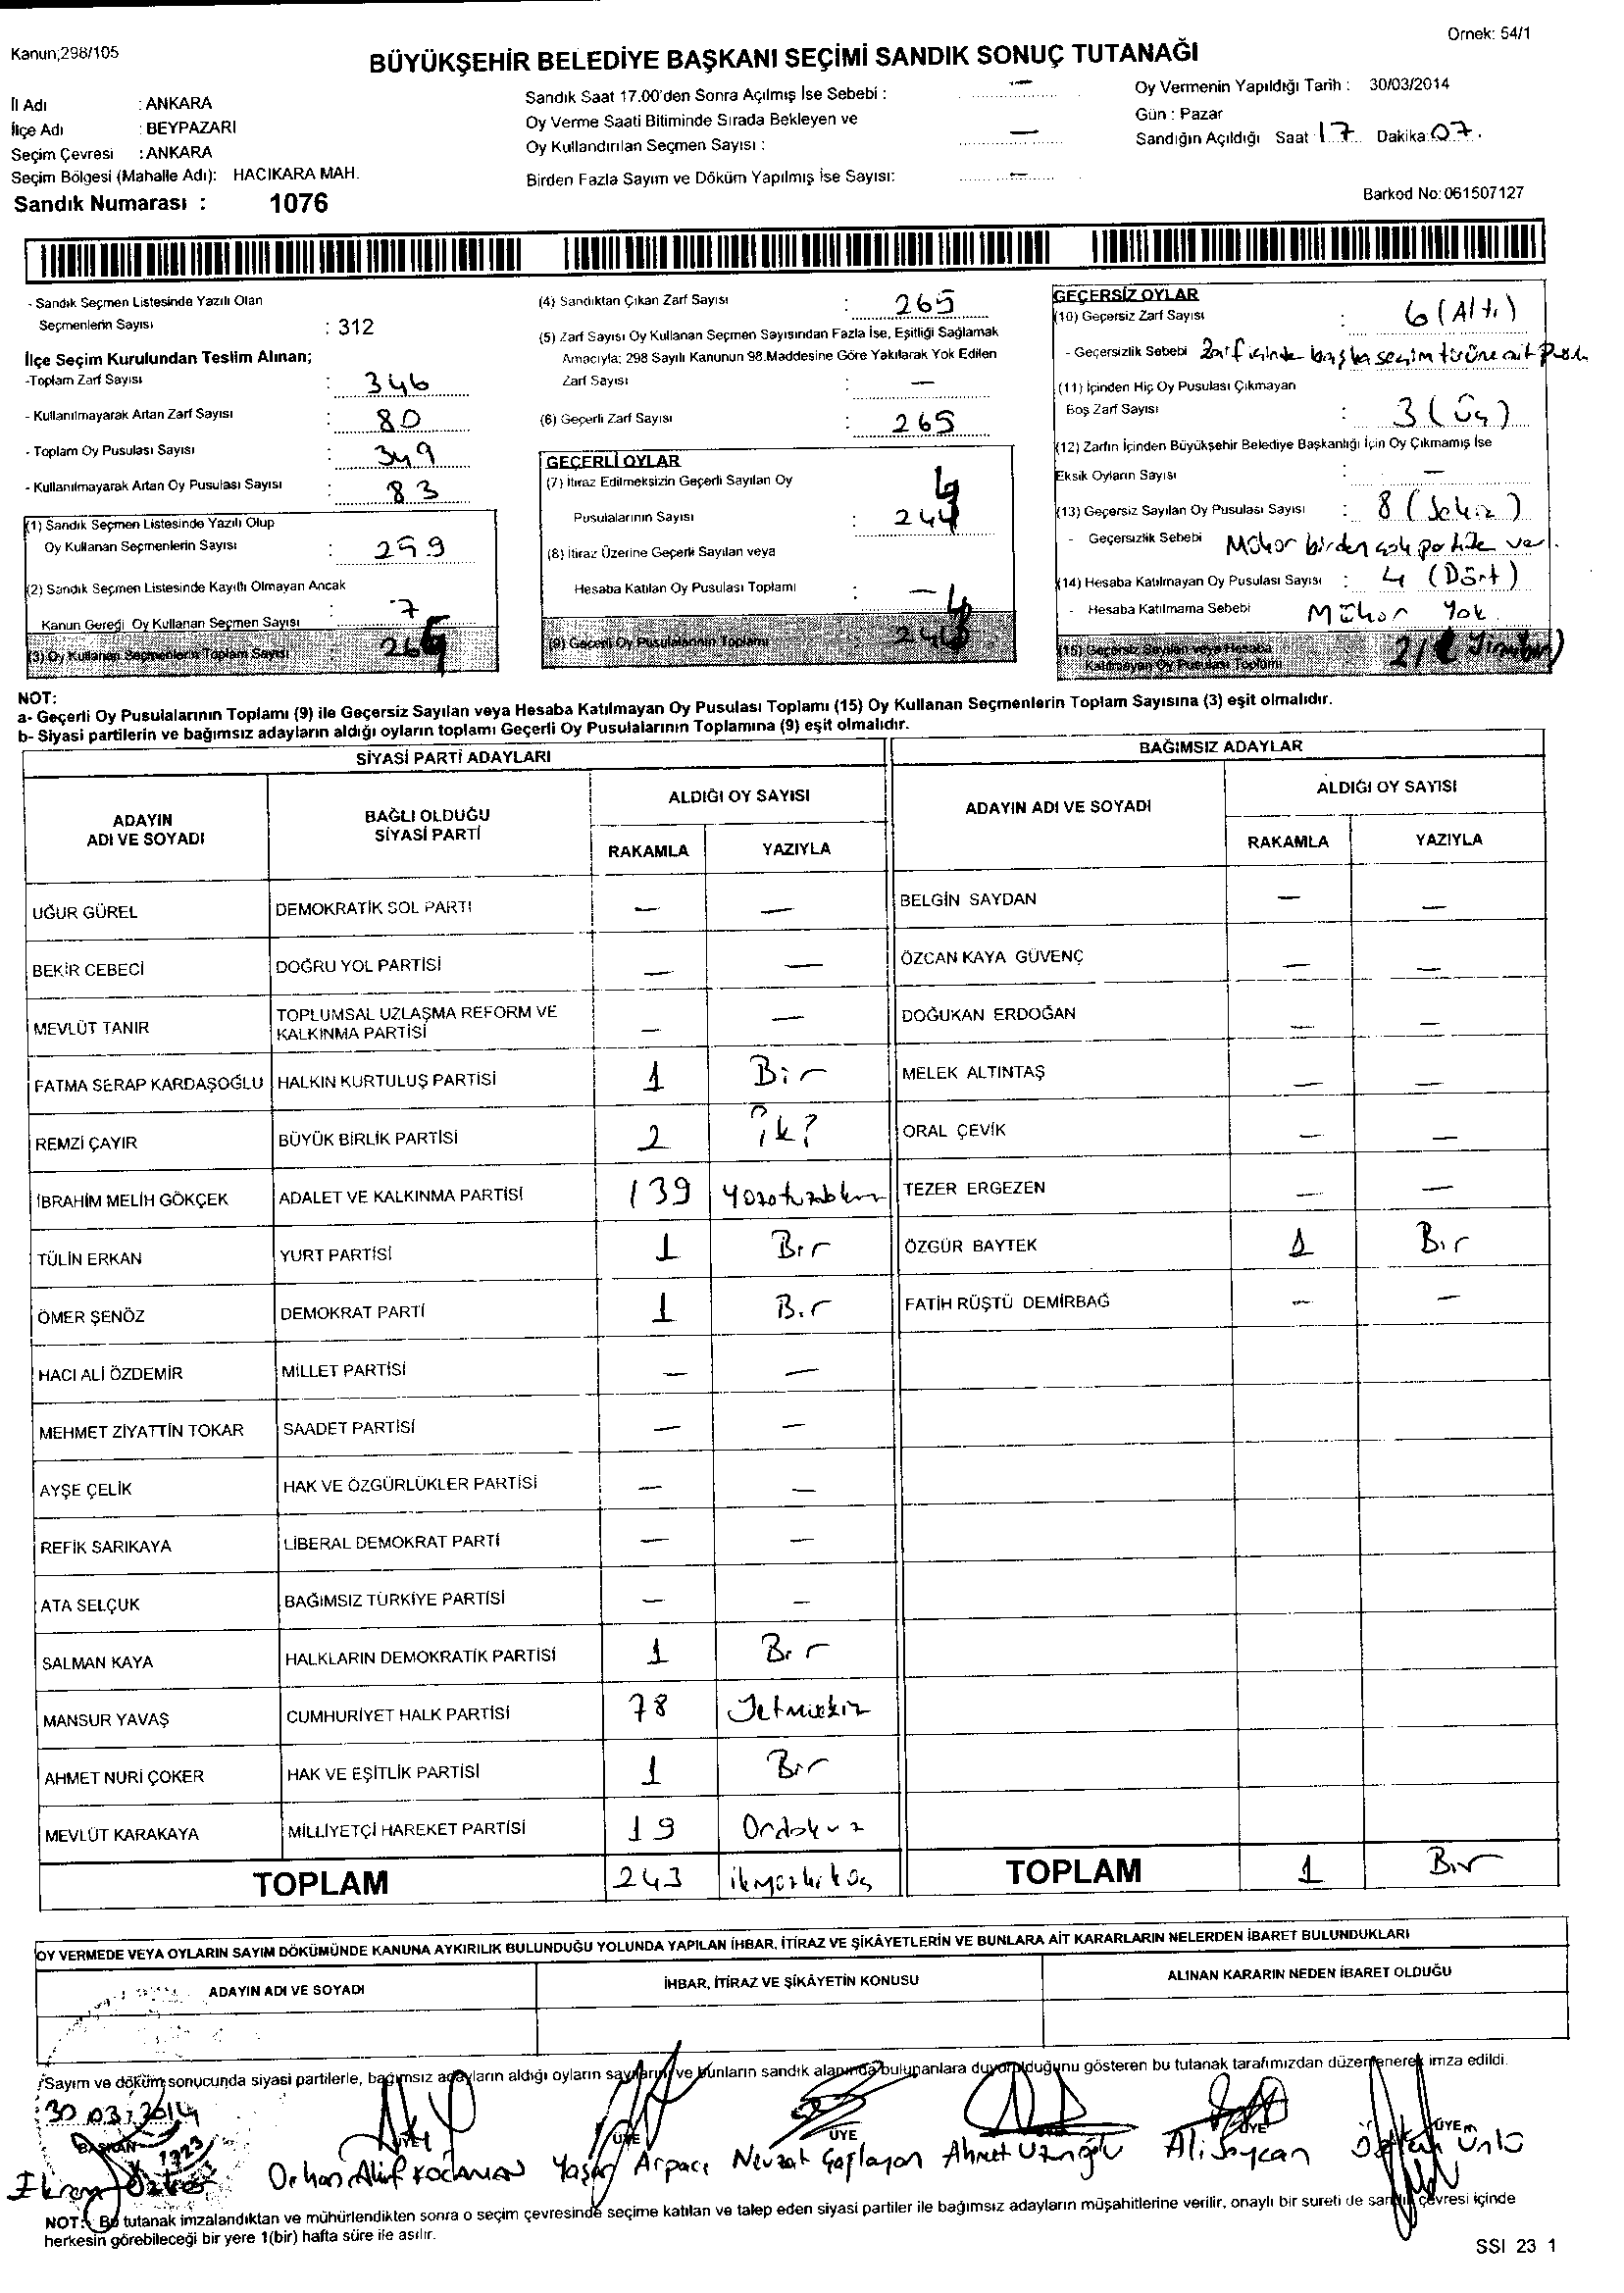 Kanun;298/105
Örnek: 54/1
BÜYÜKŞEHİR BELEDİYE BAŞKANI SEÇİMİ SANDIK SONUÇ TUTANAĞI
İl Adı : ANKARA
İlçe Adı : BEYPAZARI
Seçim Çevresi : ANKARA
Seçim Bölgesi (Mahalle Adı): HACIKARA MAH.
Sandık Numarası : 1076
Sandık Saat 17.00'den Sonra Açılmış İse Sebebi : —
Oy Verme Saati Bitiminde Sırada Bekleyen ve
Oy Kullandırılan Seçmen Sayısı : —
Birden Fazla Sayım ve Döküm Yapılmış İse Sayısı: —
Oy Vermenin Yapıldığı Tarih : 30/03/2014
Gün : Pazar
Sandığın Açıldığı Saat 17 Dakika 07.
Barkod No: 061507127
- Sandık Seçmen Listesinde Yazılı Olan
Seçmenlerin Sayısı : 312
İlçe Seçim Kurulundan Teslim Alınan;
-Toplam Zarf Sayısı : 346
- Kullanılmayarak Artan Zarf Sayısı : 80
- Toplam Oy Pusulası Sayısı : 349
- Kullanılmayarak Artan Oy Pusulası Sayısı : 83
(1) Sandık Seçmen Listesinde Yazılı Olup
Oy Kullanan Seçmenlerin Sayısı : 259
(2) Sandık Seçmen Listesinde Kayıtlı Olmayan Ancak
Kanun Gereği Oy Kullanan Seçmen Sayısı : 7
(3) Oy Kullanan Seçmenlerin Toplam Sayısı
(4) Sandıktan Çıkan Zarf Sayısı : 265
(5) Zarf Sayısı Oy Kullanan Seçmen Sayısından Fazla İse, Eşitliği Sağlamak
Amacıyla; 298 Sayılı Kanunun 98.Maddesine Göre Yakılarak Yok Edilen
Zarf Sayısı : —
(6) Geçerli Zarf Sayısı : 265
GEÇERLİ OYLAR
(7) İtiraz Edilmeksizin Geçerli Sayılan Oy
Pusulalarının Sayısı : 244
(8) İtiraz Üzerine Geçerli Sayılan veya
Hesaba Katılan Oy Pusulası Toplamı : —
(9) Geçerli Oy Pusulalarının Toplamı
GEÇERSİZ OYLAR
(10) Geçersiz Zarf Sayısı : 6 (Altı)
- Geçersizlik Sebebi Zarf içinde başka seçim türüne ait
(11) İçinden Hiç Oy Pusulası Çıkmayan
Boş Zarf Sayısı : 3 (Üç)
(12) Zarfın İçinden Büyükşehir Belediye Başkanlığı İçin Oy Çıkmamış İse
Eksik Oyların Sayısı : —
(13) Geçersiz Sayılan Oy Pusulası Sayısı : 8 (Sekiz)
- Geçersizlik Sebebi Mühür birden çok partide var.
(14) Hesaba Katılmayan Oy Pusulası Sayısı : 4 (Dört)
- Hesaba Katılmama Sebebi Mühür Yok
(15) Geçersiz Sayılan veya Hesaba
Katılmayan Oy Pusulası Toplamı 21
NOT:
a- Geçerli Oy Pusulalarının Toplamı (9) ile Geçersiz Sayılan veya Hesaba Katılmayan Oy Pusulası Toplamı (15) Oy Kullanan Seçmenlerin Toplam Sayısına (3) eşit olmalıdır.
b- Siyasi partilerin ve bağımsız adayların aldığı oyların toplamı Geçerli Oy Pusulalarının Toplamına (9) eşit olmalıdır.
SİYASİ PARTİ ADAYLARI
BAĞIMSIZ ADAYLAR
ADAYIN ADI VE SOYADI
BAĞLI OLDUĞU SİYASİ PARTİ
ALDIĞI OY SAYISI
RAKAMLA YAZIYLA
ADAYIN ADI VE SOYADI
ALDIĞI OY SAYISI
RAKAMLA YAZIYLA
UĞUR GÜREL DEMOKRATİK SOL PARTİ — — BELGİN SAYDAN — —
BEKİR CEBECİ DOĞRU YOL PARTİSİ — — ÖZCAN KAYA GÜVENÇ — —
MEVLÜT TANIR TOPLUMSAL UZLAŞMA REFORM VE KALKINMA PARTİSİ — — DOĞUKAN ERDOĞAN — —
FATMA SERAP KARDAŞOĞLU HALKIN KURTULUŞ PARTİSİ 1 Bir MELEK ALTINTAŞ — —
REMZİ ÇAYIR BÜYÜK BİRLİK PARTİSİ 2 İki ORAL ÇEVİK — —
İBRAHİM MELİH GÖKÇEK ADALET VE KALKINMA PARTİSİ 139 TEZER ERGEZEN — —
TÜLİN ERKAN YURT PARTİSİ 1 Bir ÖZGÜR BAYTEK 1 Bir
ÖMER ŞENÖZ DEMOKRAT PARTİ 1 Bir FATİH RÜŞTÜ DEMİRBAĞ — —
HACI ALİ ÖZDEMİR MİLLET PARTİSİ — —
MEHMET ZİYATTİN TOKAR SAADET PARTİSİ — —
AYŞE ÇELİK HAK VE ÖZGÜRLÜKLER PARTİSİ — —
REFİK SARIKAYA LİBERAL DEMOKRAT PARTİ — —
ATA SELÇUK BAĞIMSIZ TÜRKİYE PARTİSİ — —
SALMAN KAYA HALKLARIN DEMOKRATİK PARTİSİ 1 Bir
MANSUR YAVAŞ CUMHURİYET HALK PARTİSİ 78
AHMET NURİ ÇOKER HAK VE EŞİTLİK PARTİSİ 1 Bir
MEVLÜT KARAKAYA MİLLİYETÇİ HAREKET PARTİSİ 19 Ondokuz
TOPLAM 243 TOPLAM 1 Bir
OY VERMEDE VEYA OYLARIN SAYIM DÖKÜMÜNDE KANUNA AYKIRILIK BULUNDUĞU YOLUNDA YAPILAN İHBAR, İTİRAZ VE ŞİKÂYETLERİN VE BUNLARA AİT KARARLARIN NELERDEN İBARET BULUNDUKLARI
ADAYIN ADI VE SOYADI İHBAR, İTİRAZ VE ŞİKÂYETİN KONUSU ALINAN KARARIN NEDEN İBARET OLDUĞU
Sayım ve döküm sonucunda siyasi partilerle, bağımsız adayların aldığı oyların sayılarını ve bunların sandık alanında bulunanlara duyurulduğunu gösteren bu tutanak tarafımızdan düzenlenerek imza edildi.
30.03.2014
BAŞKAN ÜYE ÜYE ÜYE ÜYE ÜYE
Orhan Akif KOCAMAN Yaşar Arpacı Nevzat Çaflayan Ahmet Uzunoğlu Ali Saycan Ünlü
NOT: Bu tutanak imzalandıktan ve mühürlendikten sonra o seçim çevresinde seçime katılan ve talep eden siyasi partiler ile bağımsız adayların müşahitlerine verilir, onaylı bir sureti de sandık çevresi içinde
herkesin görebileceği bir yere 1(bir) hafta süre ile asılır.
SSI 23 1